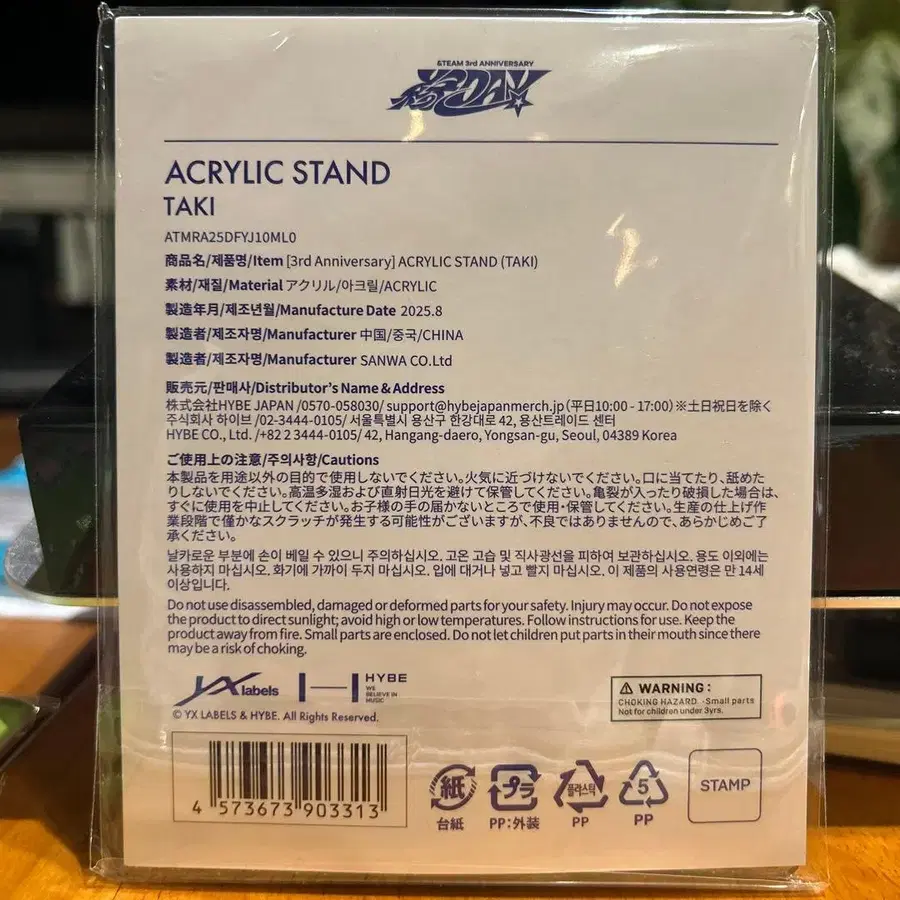 &TEAM 3rd ANNIVERSARY
DAY
ACRYLIC STAND
TAKI
ATMRA25DFYJ10ML0
商品名/제품명/Item [3rd Anniversary] ACRYLIC STAND (TAKI)
素材/재질/Material アクリル/아크릴/ACRYLIC
製造年月/제조년월/Manufacture Date 2025.8
製造者/제조자명/Manufacturer 中国/중국/CHINA
製造者/제조자명/Manufacturer SANWA CO.Ltd
販売元/판매사/Distributor's Name & Address
株式会社HYBE JAPAN /0570-058030/ support@hybejapanmerch.jp (平日10:00 - 17:00) ※土日祝日を除く
주식회사 하이브 /02-3444-0105/ 서울특별시 용산구 한강대로 42, 용산트레이드 센터
HYBE CO., Ltd. /+82 2 3444-0105/ 42, Hangang-daero, Yongsan-gu, Seoul, 04389 Korea
ご使用上の注意/주의사항/Cautions
本製品を用途以外の目的で使用しないでください。火気に近づけないでください。口に当てたり、舐めた
りしないでください。高温多湿および直射日光を避けて保管してください。亀裂が入ったり破損した場合は、
すぐに使用を中止してください。お子様の手の届かないところで使用・保管してください。生産の仕上げ作
業段階で僅かなスクラッチが発生する可能性がございますが、不良ではありませんので、あらかじめご了
承ください。
날카로운 부분에 손이 베일 수 있으니 주의하십시오. 고온 고습 및 직사광선을 피하여 보관하십시오. 용도 이외에는
사용하지 마십시오. 화기에 가까이 두지 마십시오. 입에 대거나 넣고 빨지 마십시오. 이 제품의 사용연령은 만 14세
이상입니다.
Do not use disassembled, damaged or deformed parts for your safety. Injury may occur. Do not expose
the product to direct sunlight; avoid high or low temperatures. Follow instructions for use. Keep the
product away from fire. Small parts are enclosed. Do not let children put parts in their mouth since there
may be a risk of choking.
YX labels
HYBE
WE
BELIEVE IN
MUSIC
© YX LABELS & HYBE. All Rights Reserved.
WARNING :
CHOKING HAZARD -Small parts
Not for children under 3yrs.
4 573673 903313
紙
台紙
プラ
PP:外装
플라스틱
PP
5
PP
STAMP